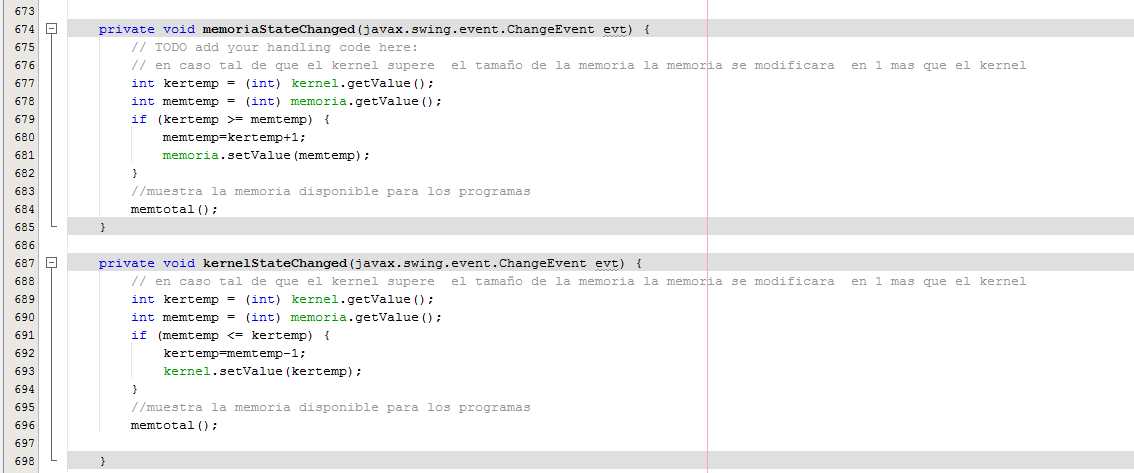 673
674 private void memoriaStateChanged(javax.swing.event.ChangeEvent evt) {
675 // TODO add your handling code here:
676 // en caso tal de que el kernel supere  el tamaño de la memoria la memoria se modificara  en 1 mas que el kernel
677 int kertemp = (int) kernel.getValue();
678 int memtemp = (int) memoria.getValue();
679 if (kertemp >= memtemp) {
680 memtemp=kertemp+1;
681 memoria.setValue(memtemp);
682 }
683 //muestra la memoria disponible para los programas
684 memtotal();
685 }
686
687 private void kernelStateChanged(javax.swing.event.ChangeEvent evt) {
688 // en caso tal de que el kernel supere  el tamaño de la memoria la memoria se modificara  en 1 mas que el kernel
689 int kertemp = (int) kernel.getValue();
690 int memtemp = (int) memoria.getValue();
691 if (memtemp <= kertemp) {
692 kertemp=memtemp-1;
693 kernel.setValue(kertemp);
694 }
695 //muestra la memoria disponible para los programas
696 memtotal();
697
698 }